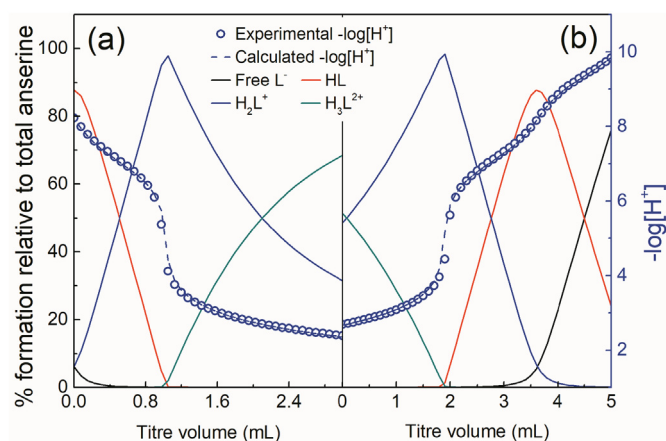 (a)
(b)
Experimental -log[H⁺]
Calculated -log[H⁺]
Free L⁻ HL
H₂L⁺ H₃L²⁺
% formation relative to total anserine
100
80
60
40
20
0
-log[H⁺]
10
8
6
4
2
0.0 0.8 1.6 2.4 0 1 2 3 4 5
Titre volume (mL) Titre volume (mL)